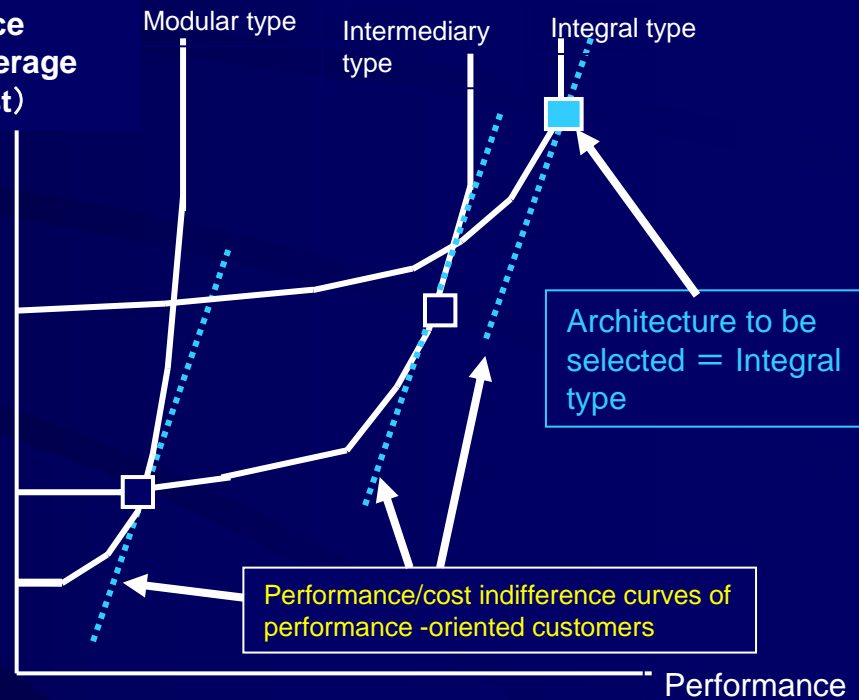 Modular type
Intermediary
type
Integral type
Architecture to be
selected ＝ Integral
type
Performance/cost indifference curves of
performance -oriented customers
Performance